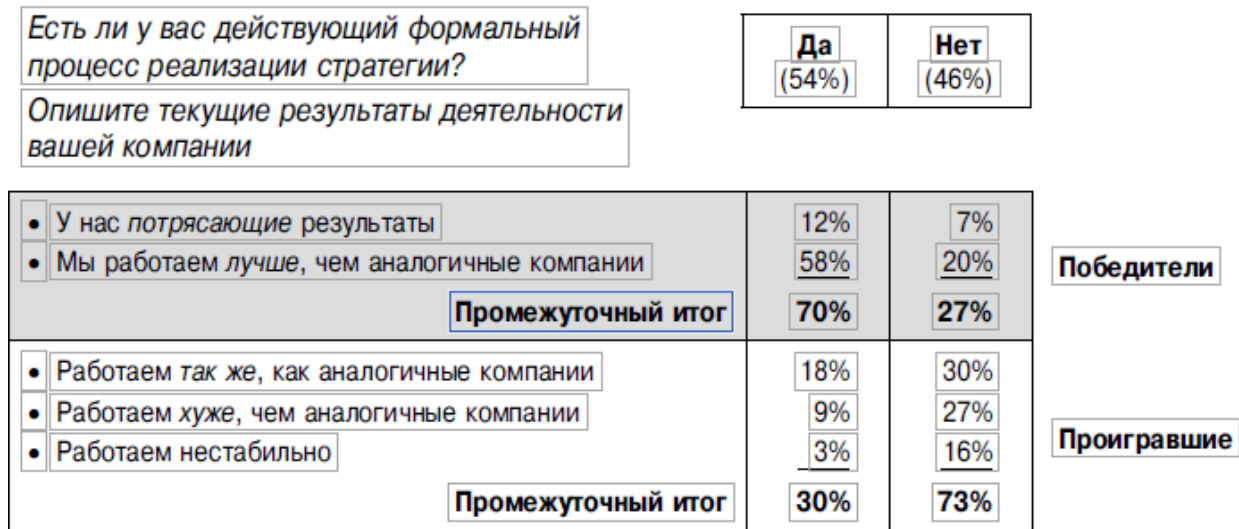 Есть ли у вас действующий формальный
процесс реализации стратегии?
Да Нет
(54%) (46%)
Опишите текущие результаты деятельности
вашей компании
• У нас потрясающие результаты 12% 7%
• Мы работаем лучше, чем аналогичные компании 58% 20%
Победители
Промежуточный итог 70% 27%
• Работаем так же, как аналогичные компании 18% 30%
• Работаем хуже, чем аналогичные компании 9% 27%
• Работаем нестабильно 3% 16%
Проигравшие
Промежуточный итог 30% 73%